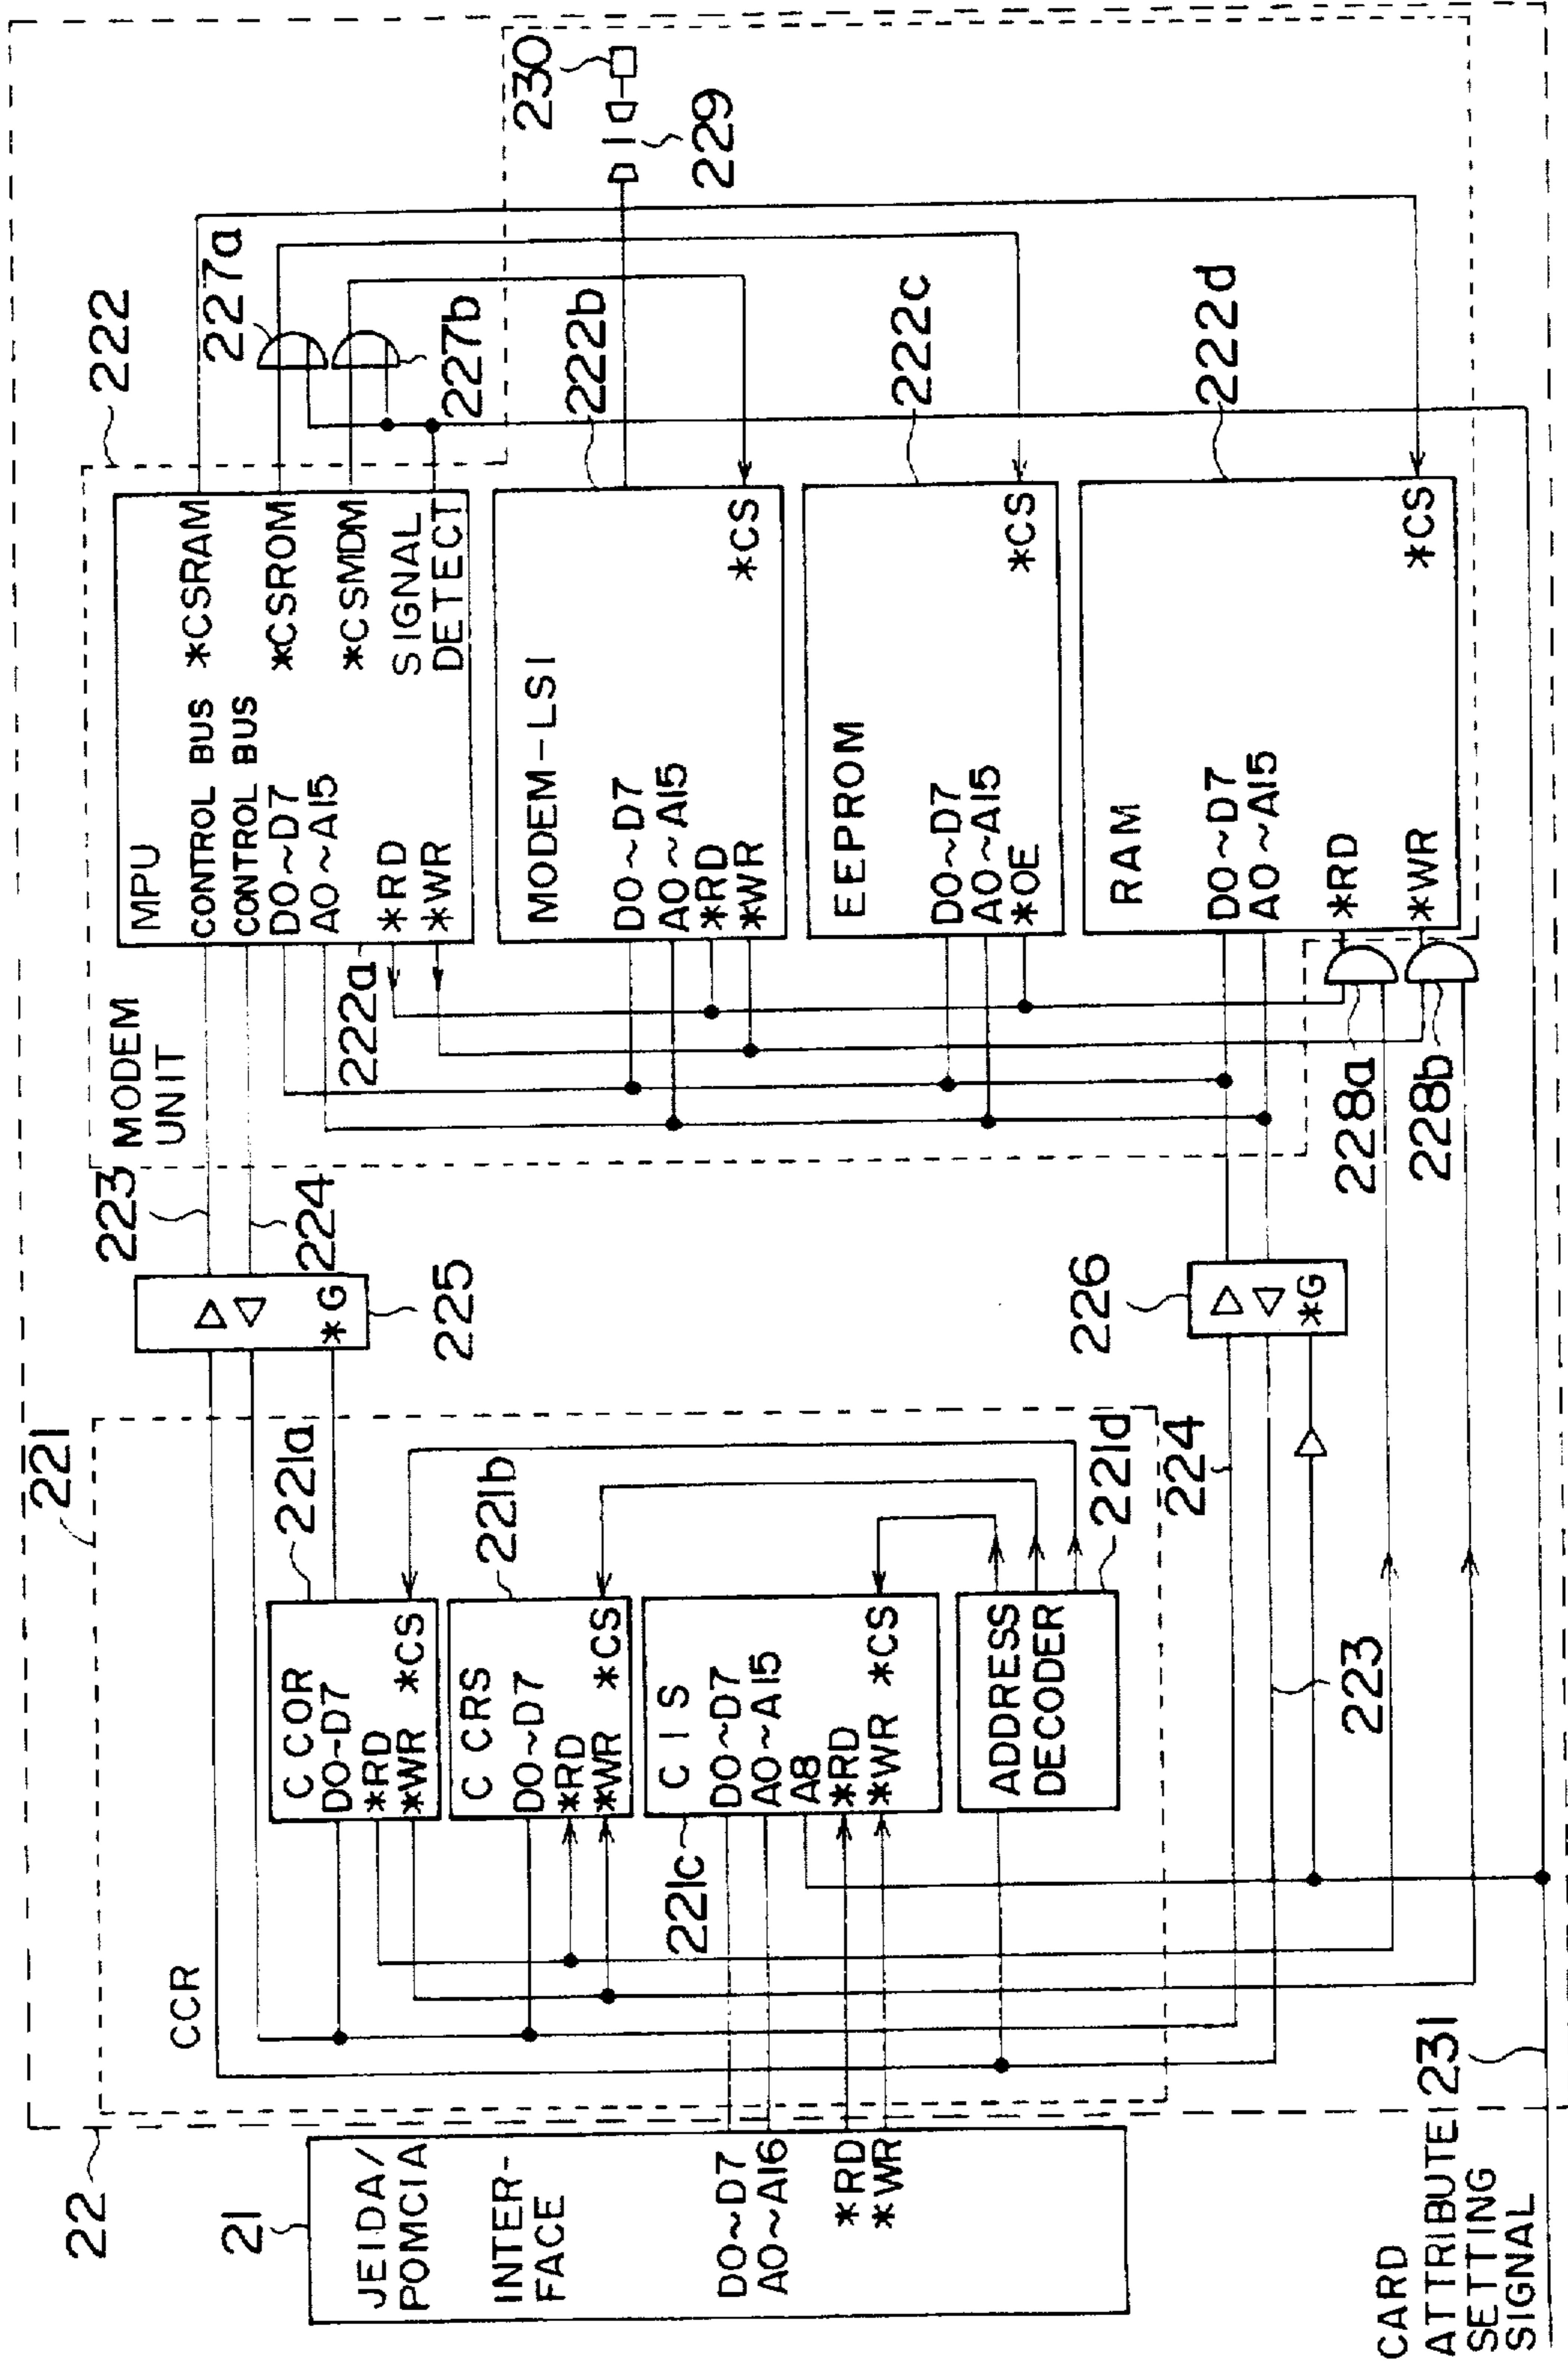 22
221
CCR
21
JEIDA/
POMCIA
INTER-
FACE
D0~D7
A0~A16
*RD
*WR
221a
C COR
D0~D7
*RD
*WR *CS
221b
C CRS
D0~D7
*RD
*WR *CS
221c
C I S
D0~D7
A0~A15
A8
*RD
*WR *CS
ADDRESS
DECODER
221d
223
224
*G
225
224
223
226
*G
MODEM
UNIT
222
222a
MPU
CONTROL BUS *CSRAM
CONTROL BUS
*CSROM
D0~D7
A0~A15
*CSMDM
*RD
*WR
SIGNAL
DETECT
227a
227b
222b
MODEM-LSI
D0~D7
A0~A15
*RD
*WR
*CS
222c
EEPROM
D0~D7
A0~A15
*OE
*CS
222d
RAM
D0~D7
A0~A15
*RD
*WR
*CS
228a
228b
229
230
CARD
ATTRIBUTE
SETTING
SIGNAL
231